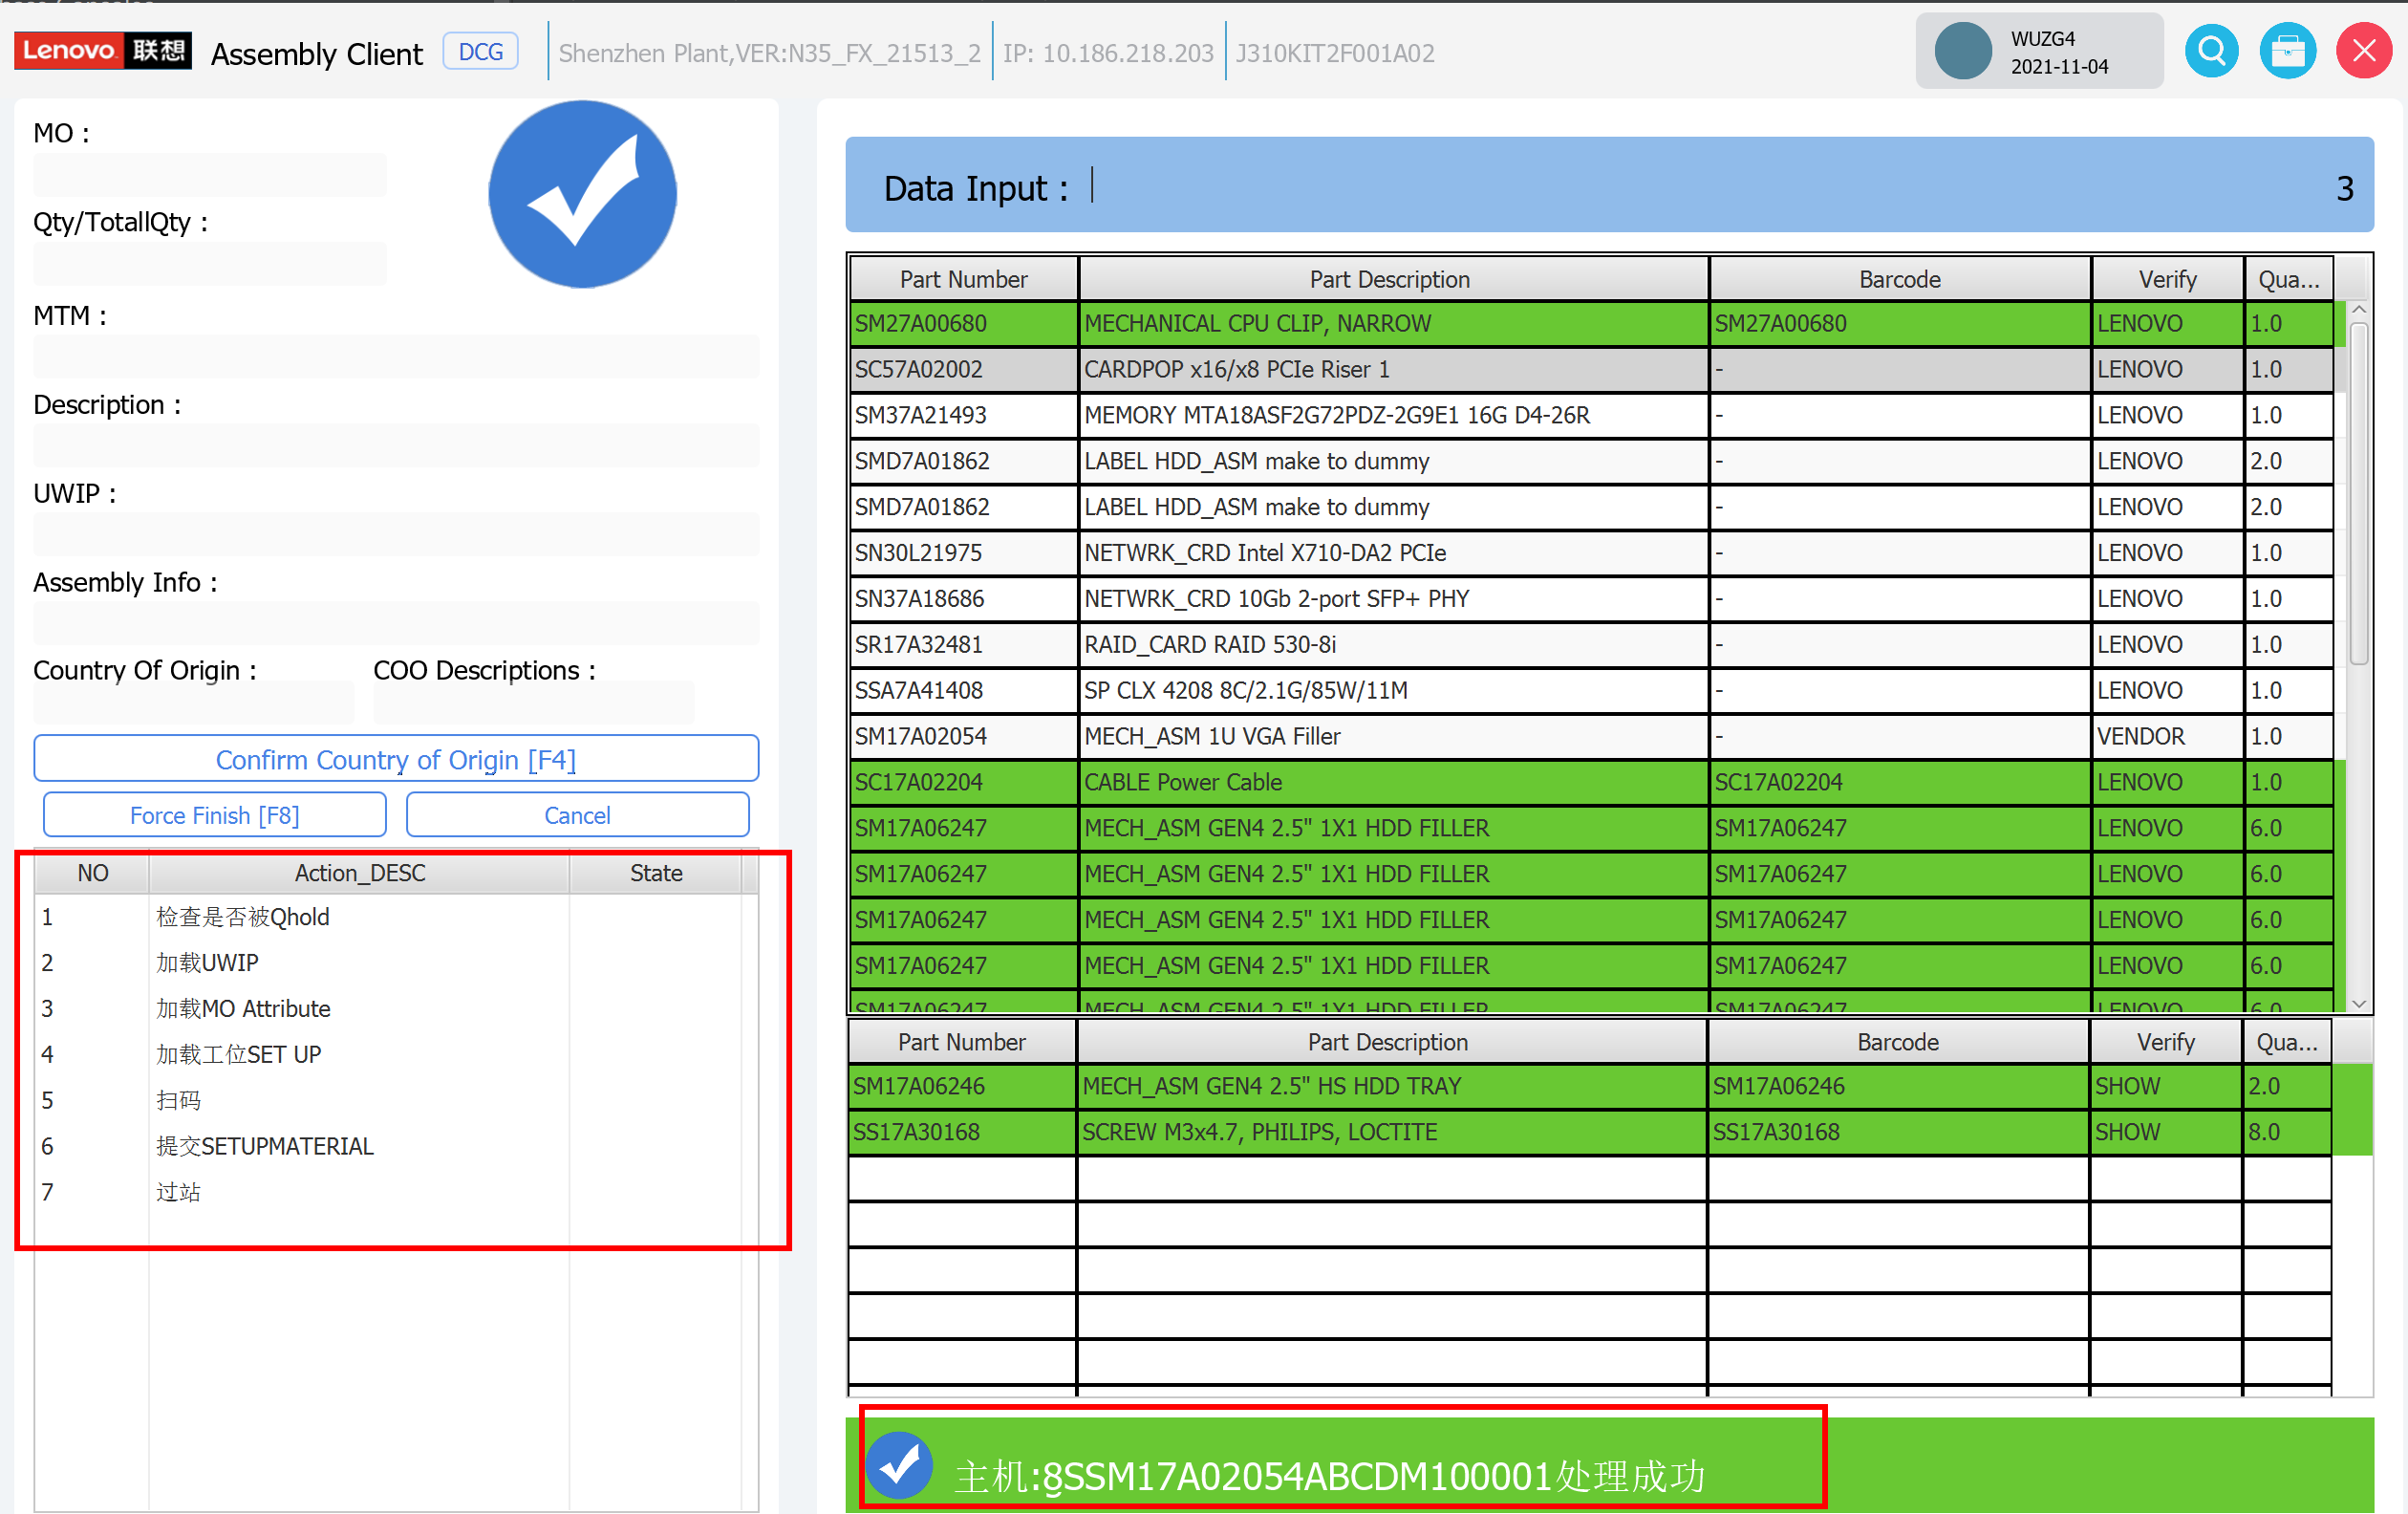 Lenovo 联想 Assembly Client DCG Shenzhen Plant,VER:N35_FX_21513_2 IP: 10.186.218.203 J310KIT2F001A02 WUZG4
2021-11-04
MO :
Qty/TotallQty :
MTM :
Description :
UWIP :
Assembly Info :
Country Of Origin : COO Descriptions :
Confirm Country of Origin [F4]
Force Finish [F8] Cancel
NO Action_DESC State
1 检查是否被Qhold
2 加载UWIP
3 加载MO Attribute
4 加载工位SET UP
5 扫码
6 提交SETUPMATERIAL
7 过站
Data Input : 3
Part Number Part Description Barcode Verify Qua...
SM27A00680 MECHANICAL CPU CLIP, NARROW SM27A00680 LENOVO 1.0
SC57A02002 CARDPOP x16/x8 PCIe Riser 1 - LENOVO 1.0
SM37A21493 MEMORY MTA18ASF2G72PDZ-2G9E1 16G D4-26R - LENOVO 1.0
SMD7A01862 LABEL HDD_ASM make to dummy - LENOVO 2.0
SMD7A01862 LABEL HDD_ASM make to dummy - LENOVO 2.0
SN30L21975 NETWRK_CRD Intel X710-DA2 PCIe - LENOVO 1.0
SN37A18686 NETWRK_CRD 10Gb 2-port SFP+ PHY - LENOVO 1.0
SR17A32481 RAID_CARD RAID 530-8i - LENOVO 1.0
SSA7A41408 SP CLX 4208 8C/2.1G/85W/11M - LENOVO 1.0
SM17A02054 MECH_ASM 1U VGA Filler - VENDOR 1.0
SC17A02204 CABLE Power Cable SC17A02204 LENOVO 1.0
SM17A06247 MECH_ASM GEN4 2.5" 1X1 HDD FILLER SM17A06247 LENOVO 6.0
SM17A06247 MECH_ASM GEN4 2.5" 1X1 HDD FILLER SM17A06247 LENOVO 6.0
SM17A06247 MECH_ASM GEN4 2.5" 1X1 HDD FILLER SM17A06247 LENOVO 6.0
SM17A06247 MECH_ASM GEN4 2.5" 1X1 HDD FILLER SM17A06247 LENOVO 6.0
SM17A06247 MECH_ASM GEN4 2.5" 1X1 HDD FILLER SM17A06247 LENOVO 6.0
Part Number Part Description Barcode Verify Qua...
SM17A06246 MECH_ASM GEN4 2.5" HS HDD TRAY SM17A06246 SHOW 2.0
SS17A30168 SCREW M3x4.7, PHILIPS, LOCTITE SS17A30168 SHOW 8.0
主机:8SSM17A02054ABCDM100001处理成功